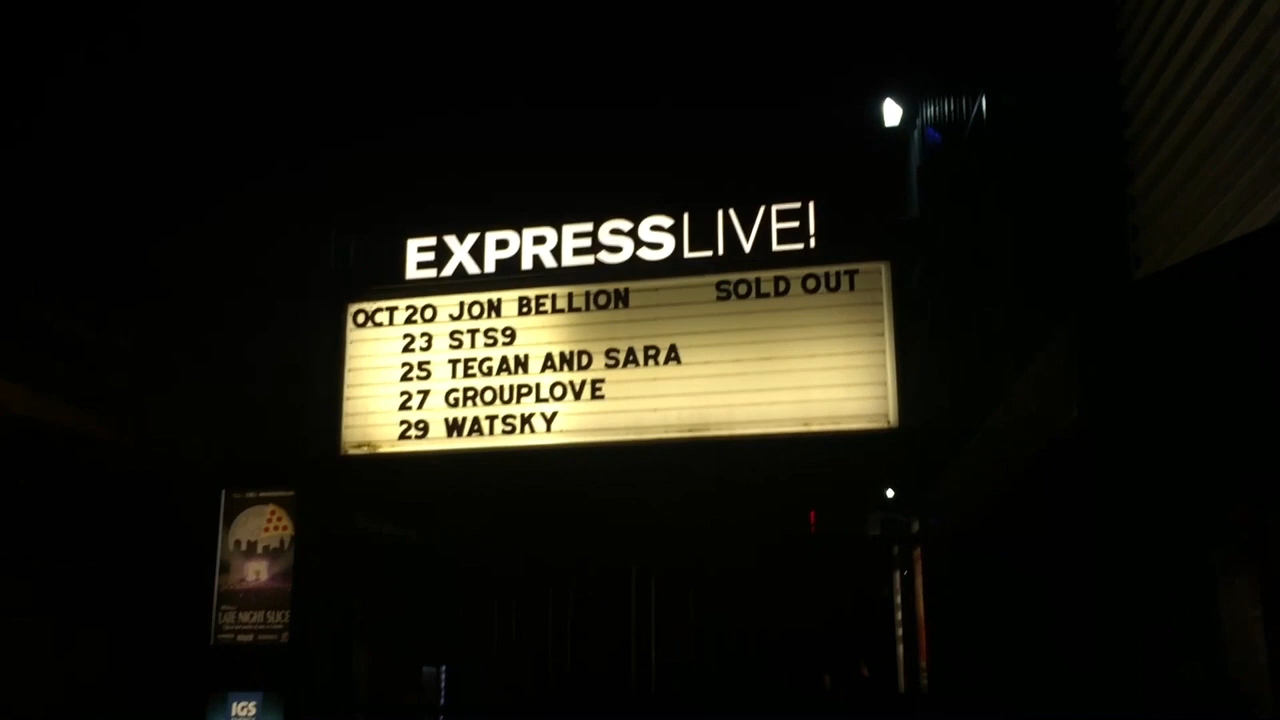 EXPRESSLIVE!
OCT 20 JON BELLION SOLD OUT
23 STS9
25 TEGAN AND SARA
27 GROUPLOVE
29 WATSKY
LATE NIGHT SLICE
IGS